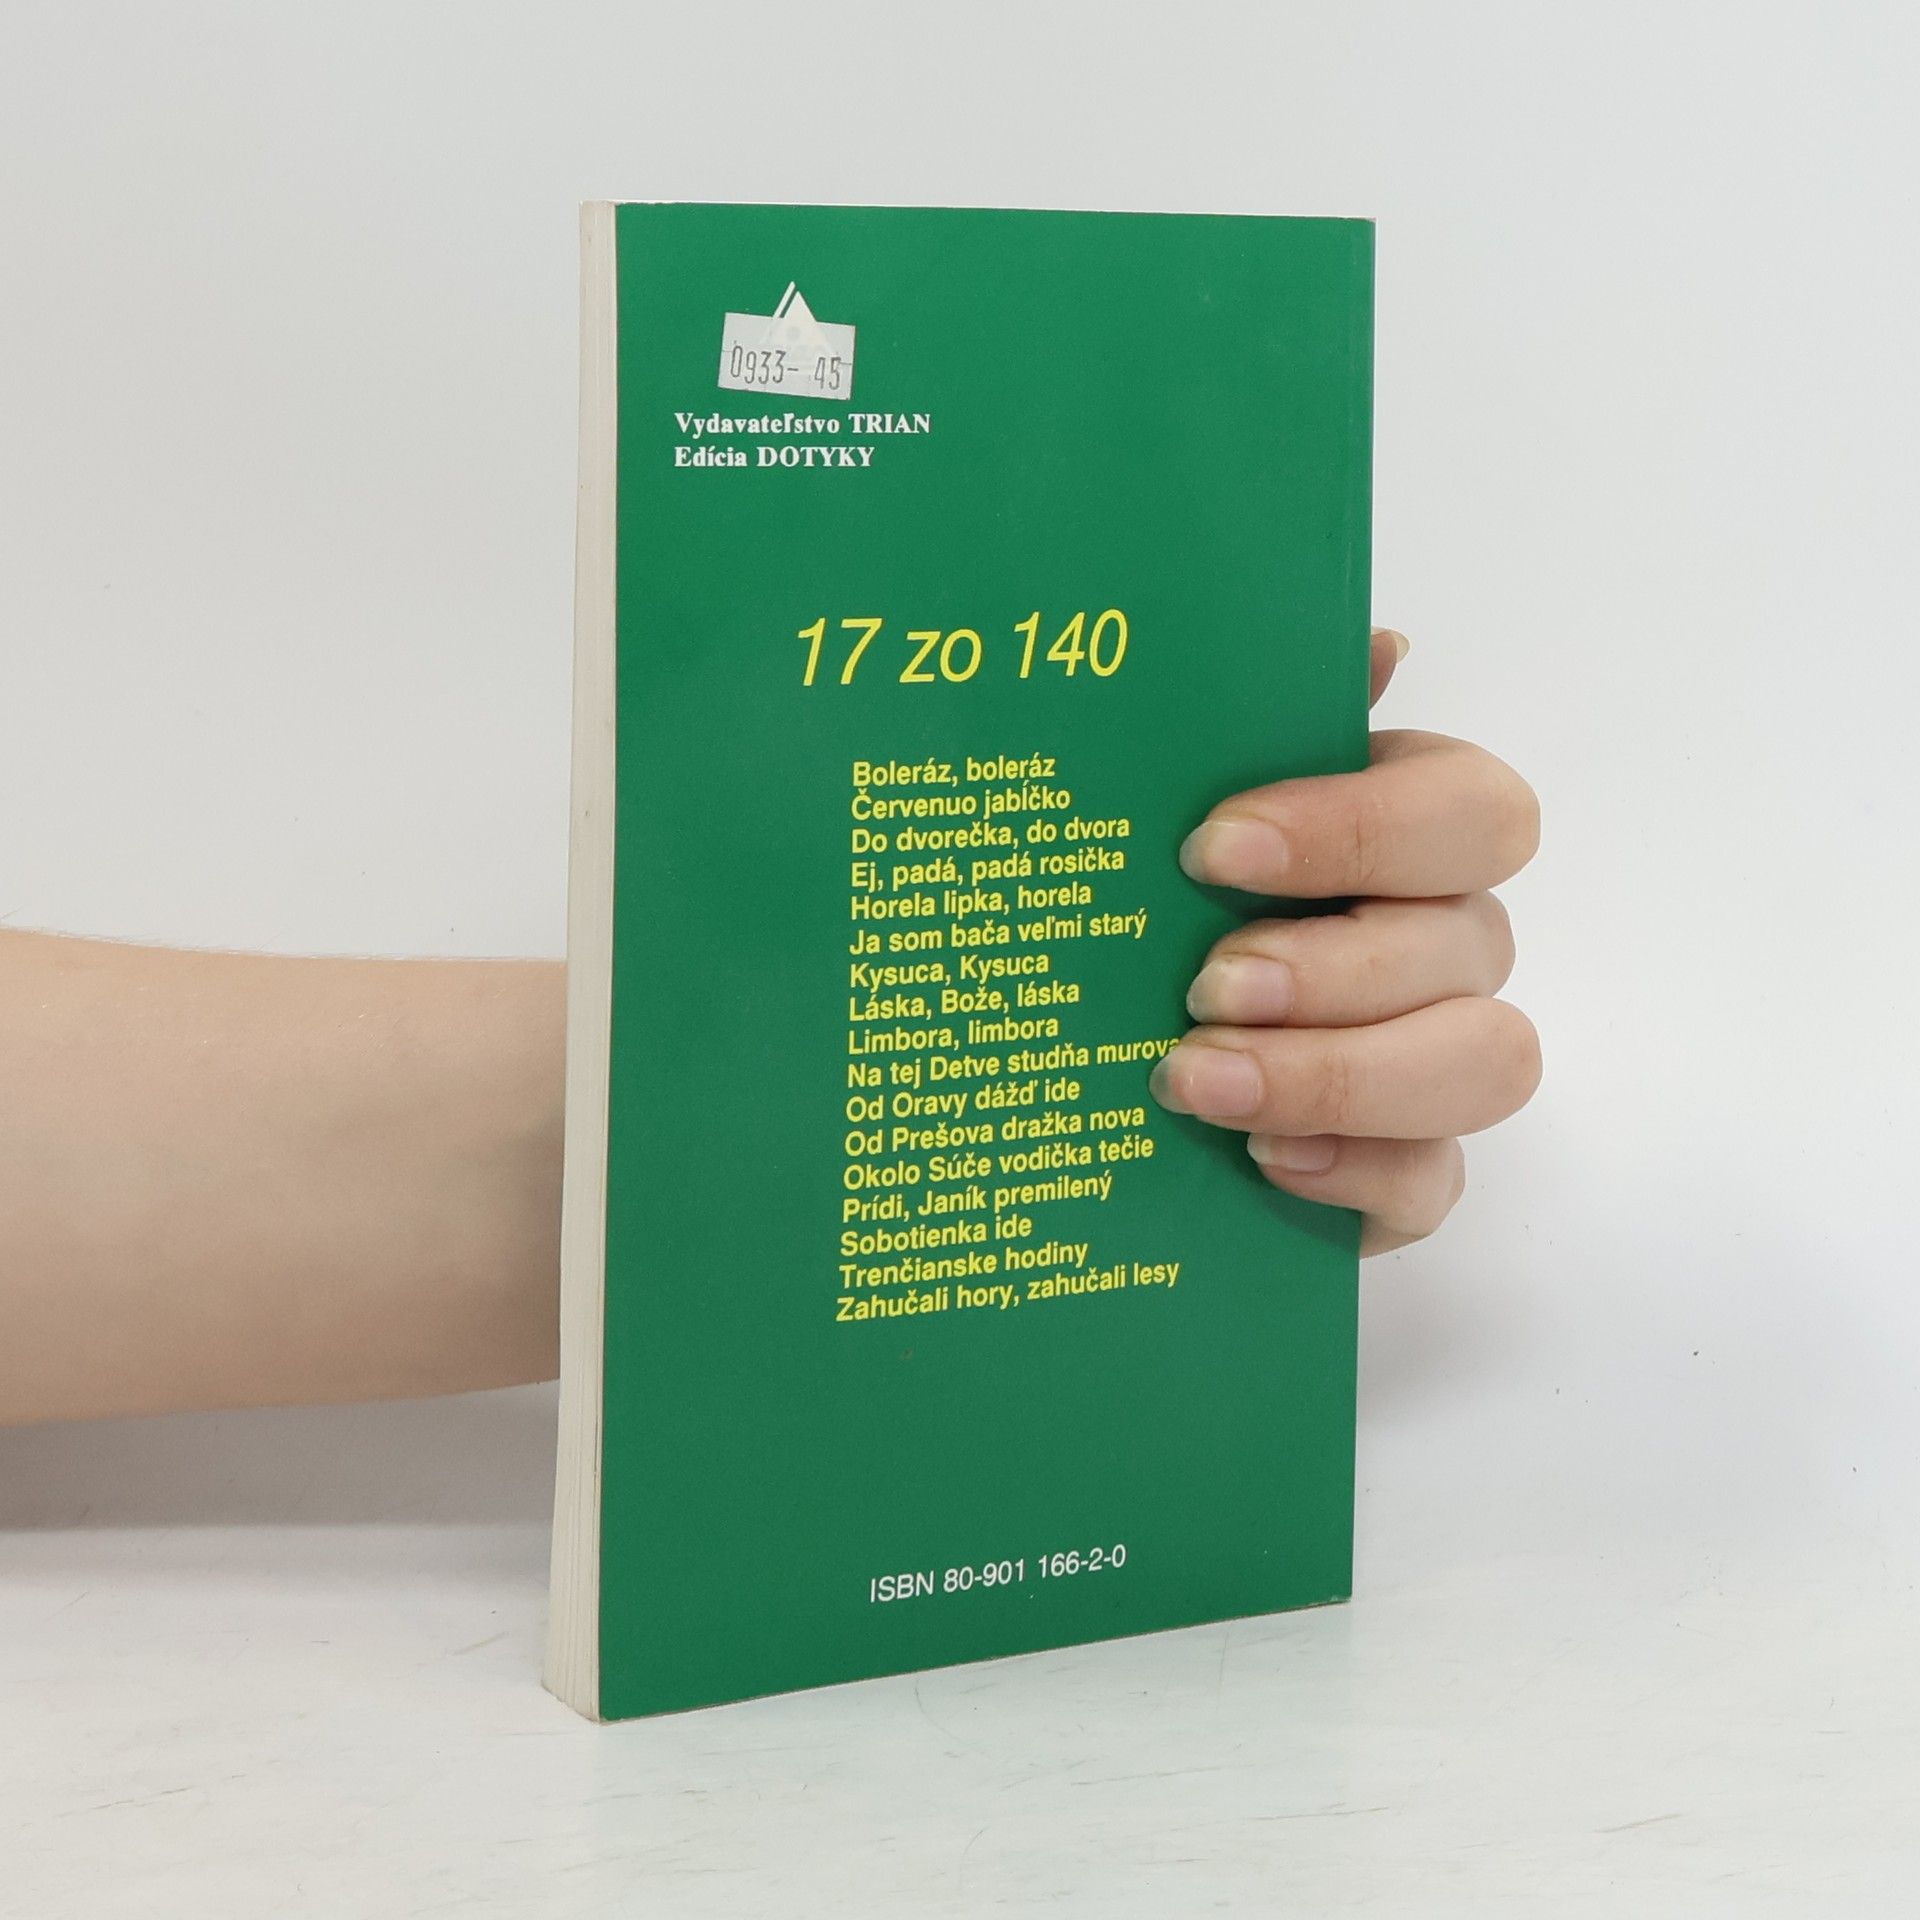 0933- 45
Vydavateľstvo TRIAN
Edícia DOTYKY
17 zo 140
Boleráz, boleráz
Červenuo jabĺčko
Do dvorečka, do dvora
Ej, padá, padá rosička
Horela lipka, horela
Ja som bača veľmi starý
Kysuca, Kysuca
Láska, Bože, láska
Limbora, limbora
Na tej Detve studňa
Od Oravy dážď ide
Od Prešova dražka nova
Okolo Súče vodička tečie
Prídi, Janík premilený
Sobotienka ide
Trenčianske hodiny
Zahučali hory, zahučali lesy
ISBN 80-901 166-2-0